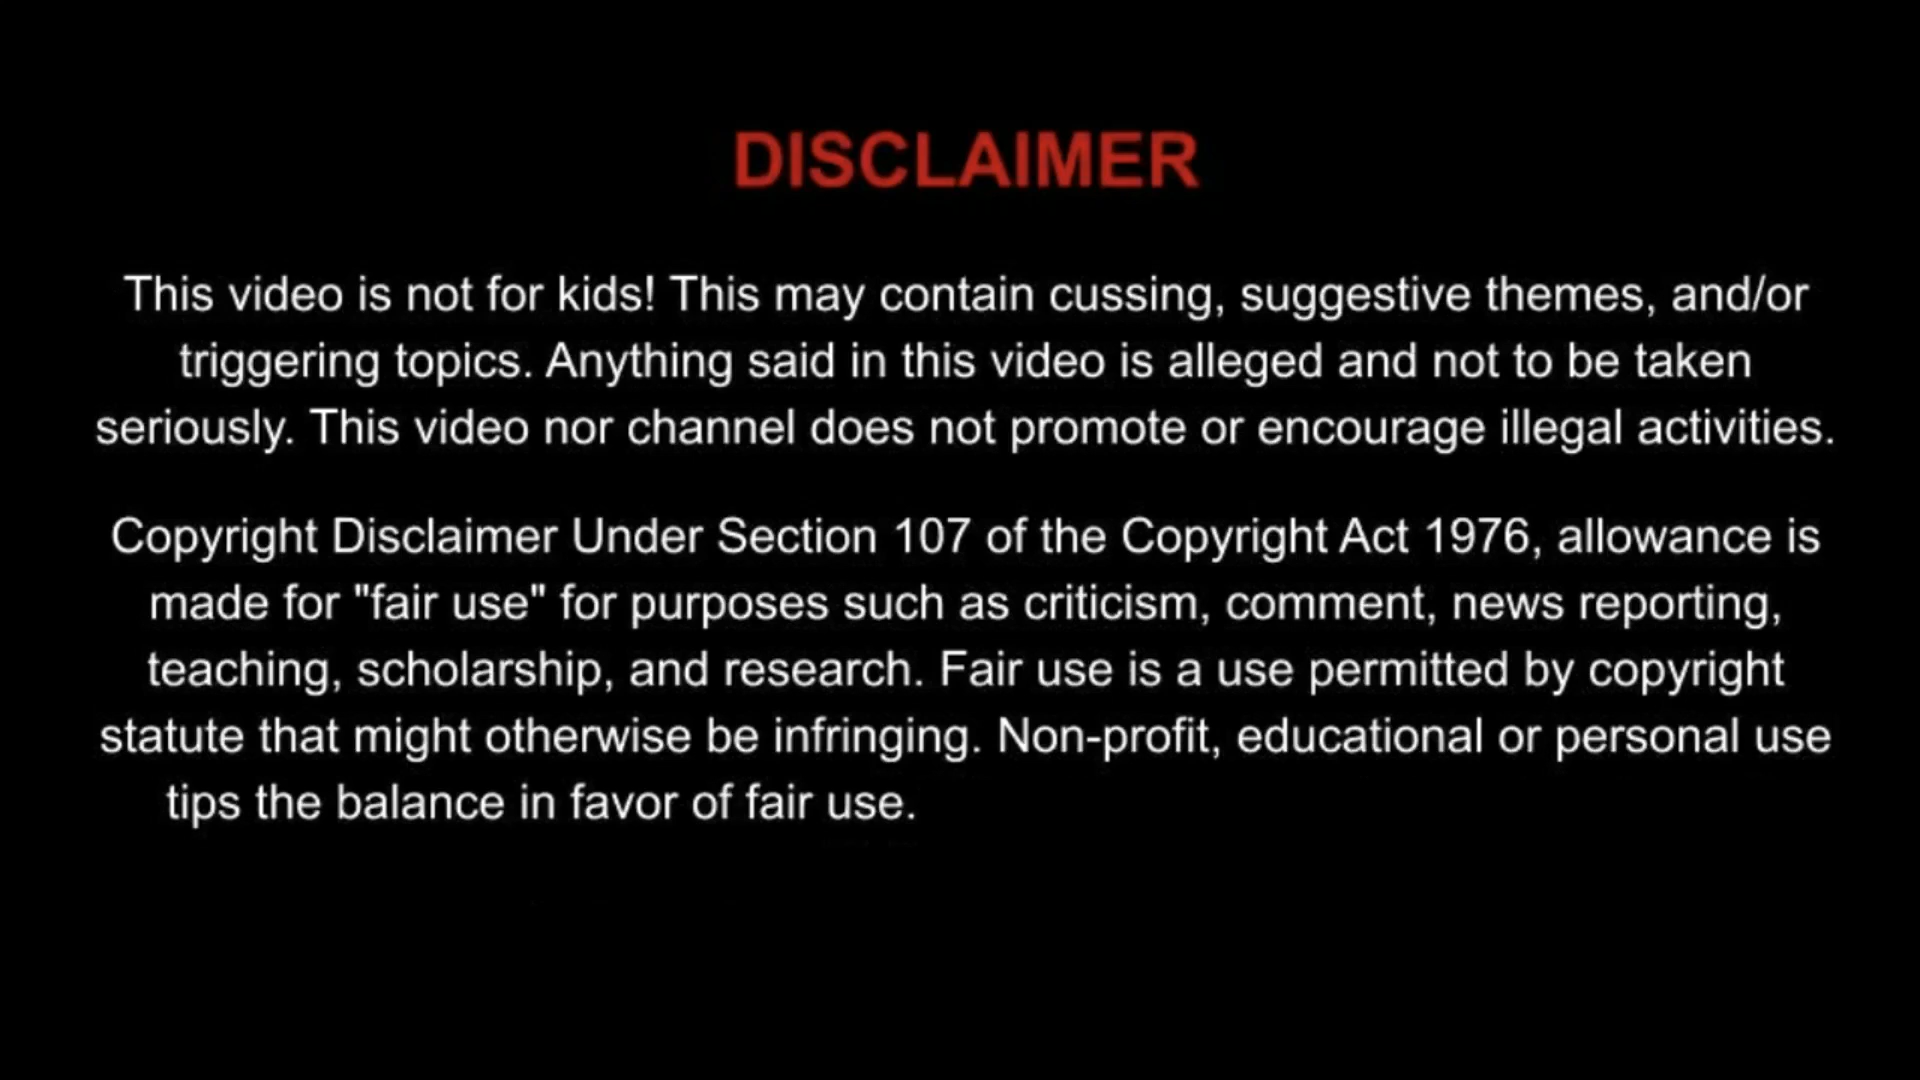 DISCLAIMER
This video is not for kids! This may contain cussing, suggestive themes, and/or
triggering topics. Anything said in this video is alleged and not to be taken
seriously. This video nor channel does not promote or encourage illegal activities.
Copyright Disclaimer Under Section 107 of the Copyright Act 1976, allowance is
made for "fair use" for purposes such as criticism, comment, news reporting,
teaching, scholarship, and research. Fair use is a use permitted by copyright
statute that might otherwise be infringing. Non-profit, educational or personal use
tips the balance in favor of fair use.